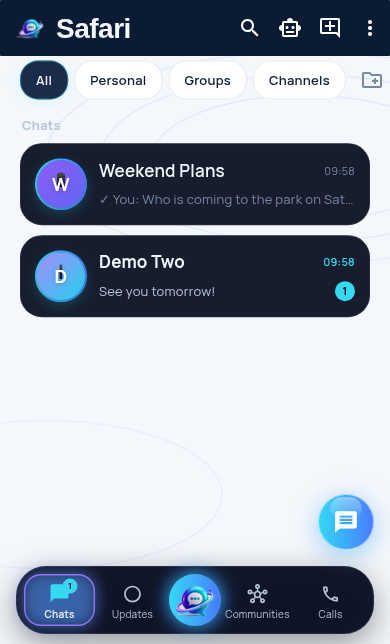 Safari
All
Personal
Groups
Channels
Chats
W
Weekend Plans
09:58
✓ You: Who is coming to the park on Sat...
D
Demo Two
09:58
See you tomorrow!
1
1
Chats
Updates
Communities
Calls